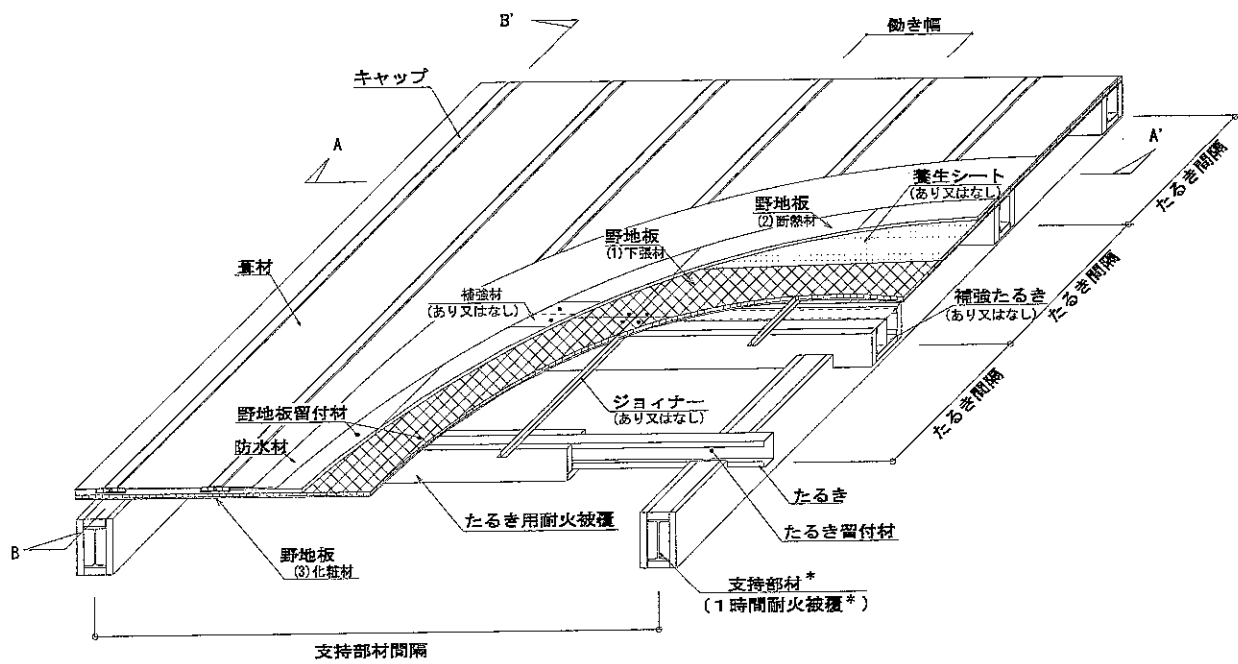 B'
働き幅
キャップ
A
A'
養生シート
(あり又はなし)
たるき間隔
野地板
(2)断熱材
野地板
(1)下張材
葺材
補強材
(あり又はなし)
補強たるき
(あり又はなし)
たるき間隔
ジョイナー
(あり又はなし)
たるき間隔
野地板留付材
防水材
たるき
たるき用耐火被覆
たるき留付材
B
野地板
(3)化粧材
支持部材*
(1時間耐火被覆*)
支持部材間隔